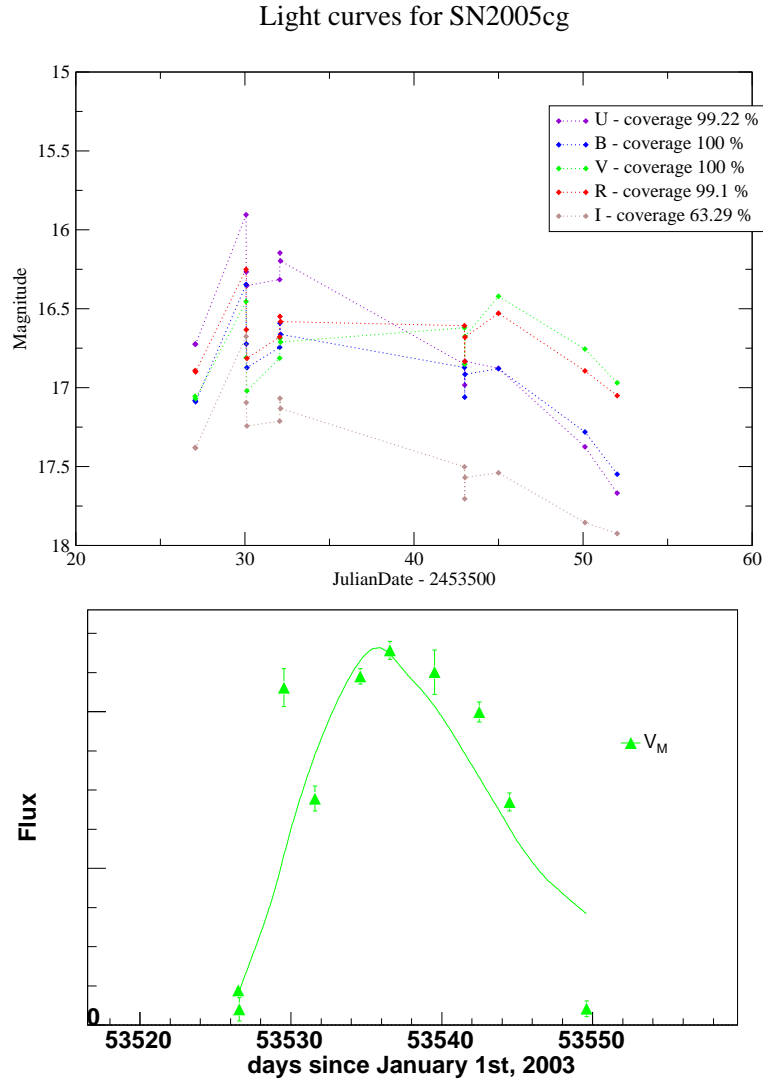 Light curves for SN2005cg
15
15.5
16
16.5
17
17.5
18
Magnitude
U - coverage 99.22 %
B - coverage 100 %
V - coverage 100 %
R - coverage 99.1 %
I - coverage 63.29 %
20
30
40
50
60
JulianDate - 2453500
Flux
V_M
0
53520
53530
53540
53550
days since January 1st, 2003